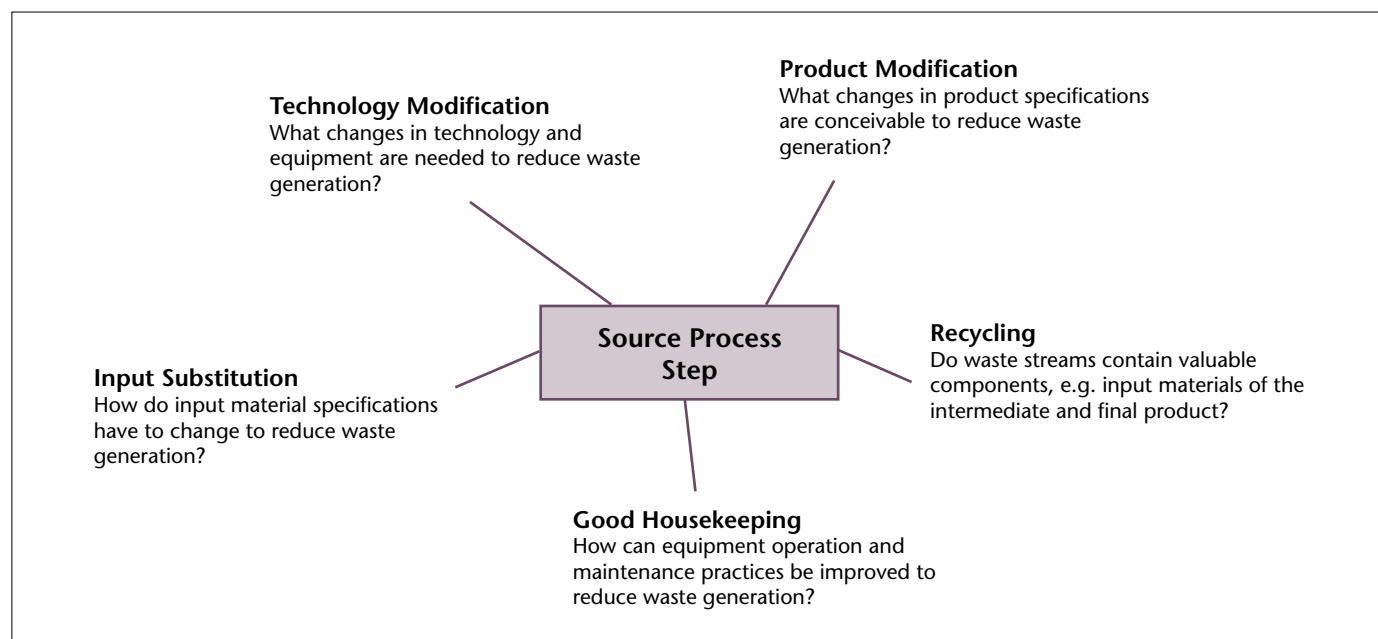 Technology Modification
What changes in technology and
equipment are needed to reduce waste
generation?
Product Modification
What changes in product specifications
are conceivable to reduce waste
generation?
Source Process
Step
Input Substitution
How do input material specifications
have to change to reduce waste
generation?
Recycling
Do waste streams contain valuable
components, e.g. input materials of the
intermediate and final product?
Good Housekeeping
How can equipment operation and
maintenance practices be improved to
reduce waste generation?